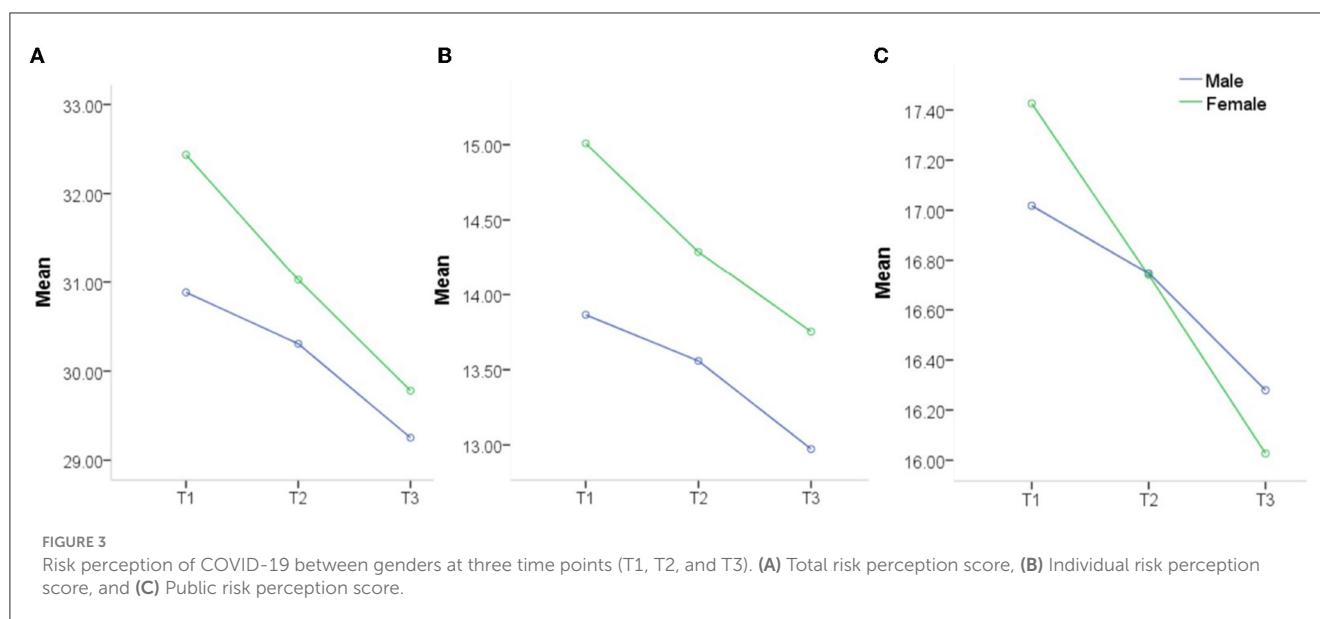 A
33.00
32.00
31.00
30.00
29.00
Mean
T1 T2 T3
B
15.00
14.50
14.00
13.50
13.00
Mean
T1 T2 T3
C
Male
Female
17.40
17.20
17.00
16.80
16.60
16.40
16.20
16.00
Mean
T1 T2 T3
FIGURE 3
Risk perception of COVID-19 between genders at three time points (T1, T2, and T3). (A) Total risk perception score, (B) Individual risk perception
score, and (C) Public risk perception score.